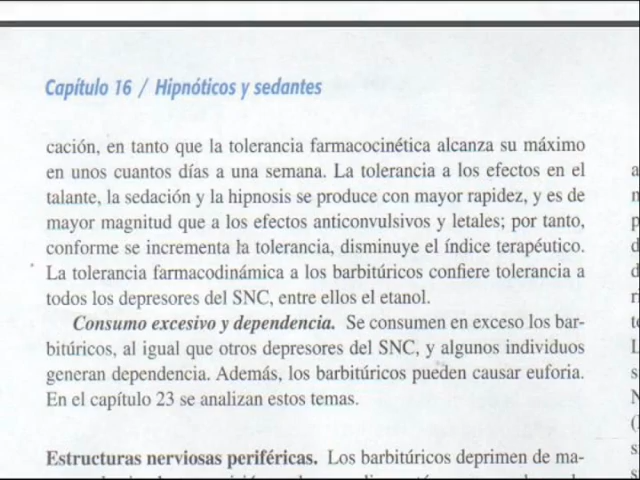 Capítulo 16 / Hipnóticos y sedantes
cación, en tanto que la tolerancia farmacocinética alcanza su máximo
en unos cuantos días a una semana. La tolerancia a los efectos en el
talante, la sedación y la hipnosis se produce con mayor rapidez, y es de
mayor magnitud que a los efectos anticonvulsivos y letales; por tanto,
conforme se incrementa la tolerancia, disminuye el índice terapéutico.
La tolerancia farmacodinámica a los barbitúricos confiere tolerancia a
todos los depresores del SNC, entre ellos el etanol.
Consumo excesivo y dependencia. Se consumen en exceso los bar-
bitúricos, al igual que otros depresores del SNC, y algunos individuos
generan dependencia. Además, los barbitúricos pueden causar euforia.
En el capítulo 23 se analizan estos temas.
Estructuras nerviosas periféricas. Los barbitúricos deprimen de ma-